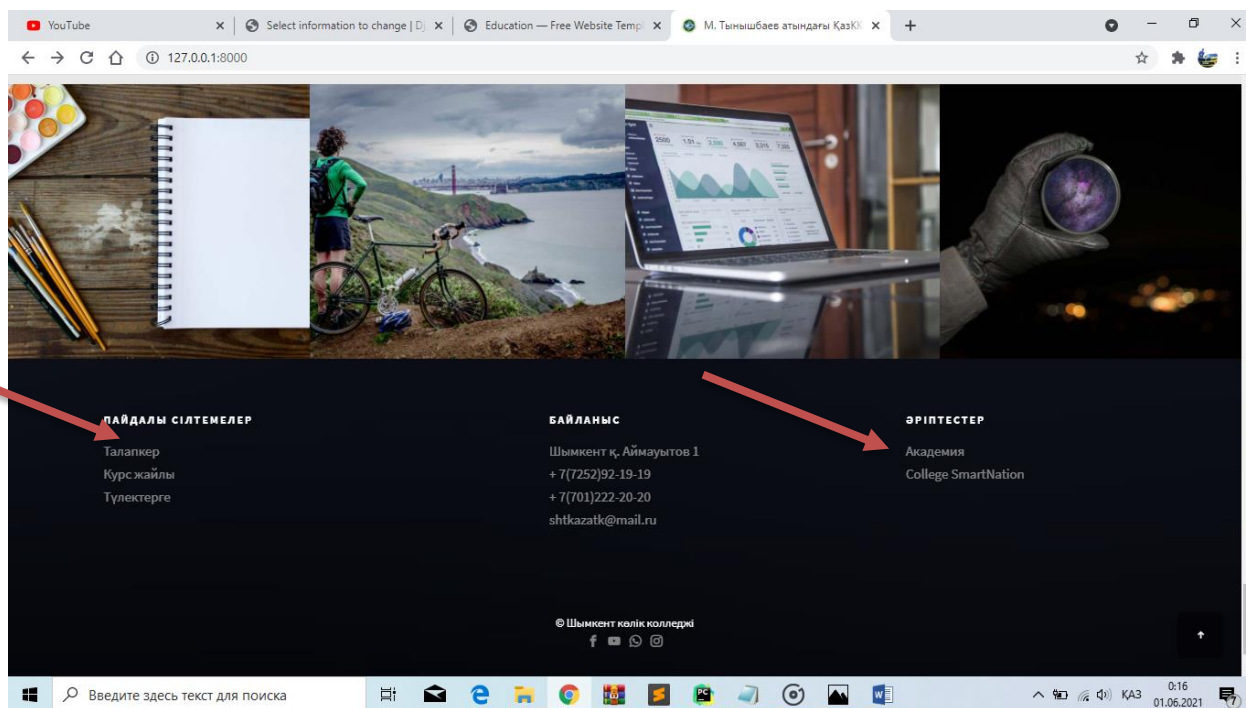 YouTube
Select information to change | Dj
Education — Free Website Templ
М. Тынышбаев атындағы ҚазКК
127.0.0.1:8000
ПАЙДАЛЫ СІЛТЕМЕЛЕР
Талапкер
Курс жайлы
Түлектерге
БАЙЛАНЫС
Шымкент қ. Аймауытов 1
+ 7(7252)92-19-19
+ 7(701)222-20-20
shtkazatk@mail.ru
ӘРІПТЕСТЕР
Академия
College SmartNation
© Шымкент көлік колледжі
Введите здесь текст для поиска
ҚАЗ
0:16
01.06.2021